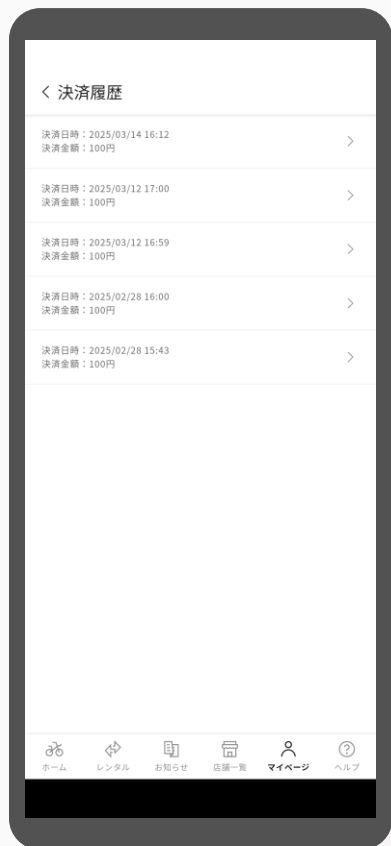 決済履歴
決済日時：2025/03/14 16:12
決済金額：100円
決済日時：2025/03/12 17:00
決済金額：100円
決済日時：2025/03/12 16:59
決済金額：100円
決済日時：2025/02/28 16:00
決済金額：100円
決済日時：2025/02/28 15:43
決済金額：100円
ホーム レンタル お知らせ 店舗一覧 マイページ ヘルプ